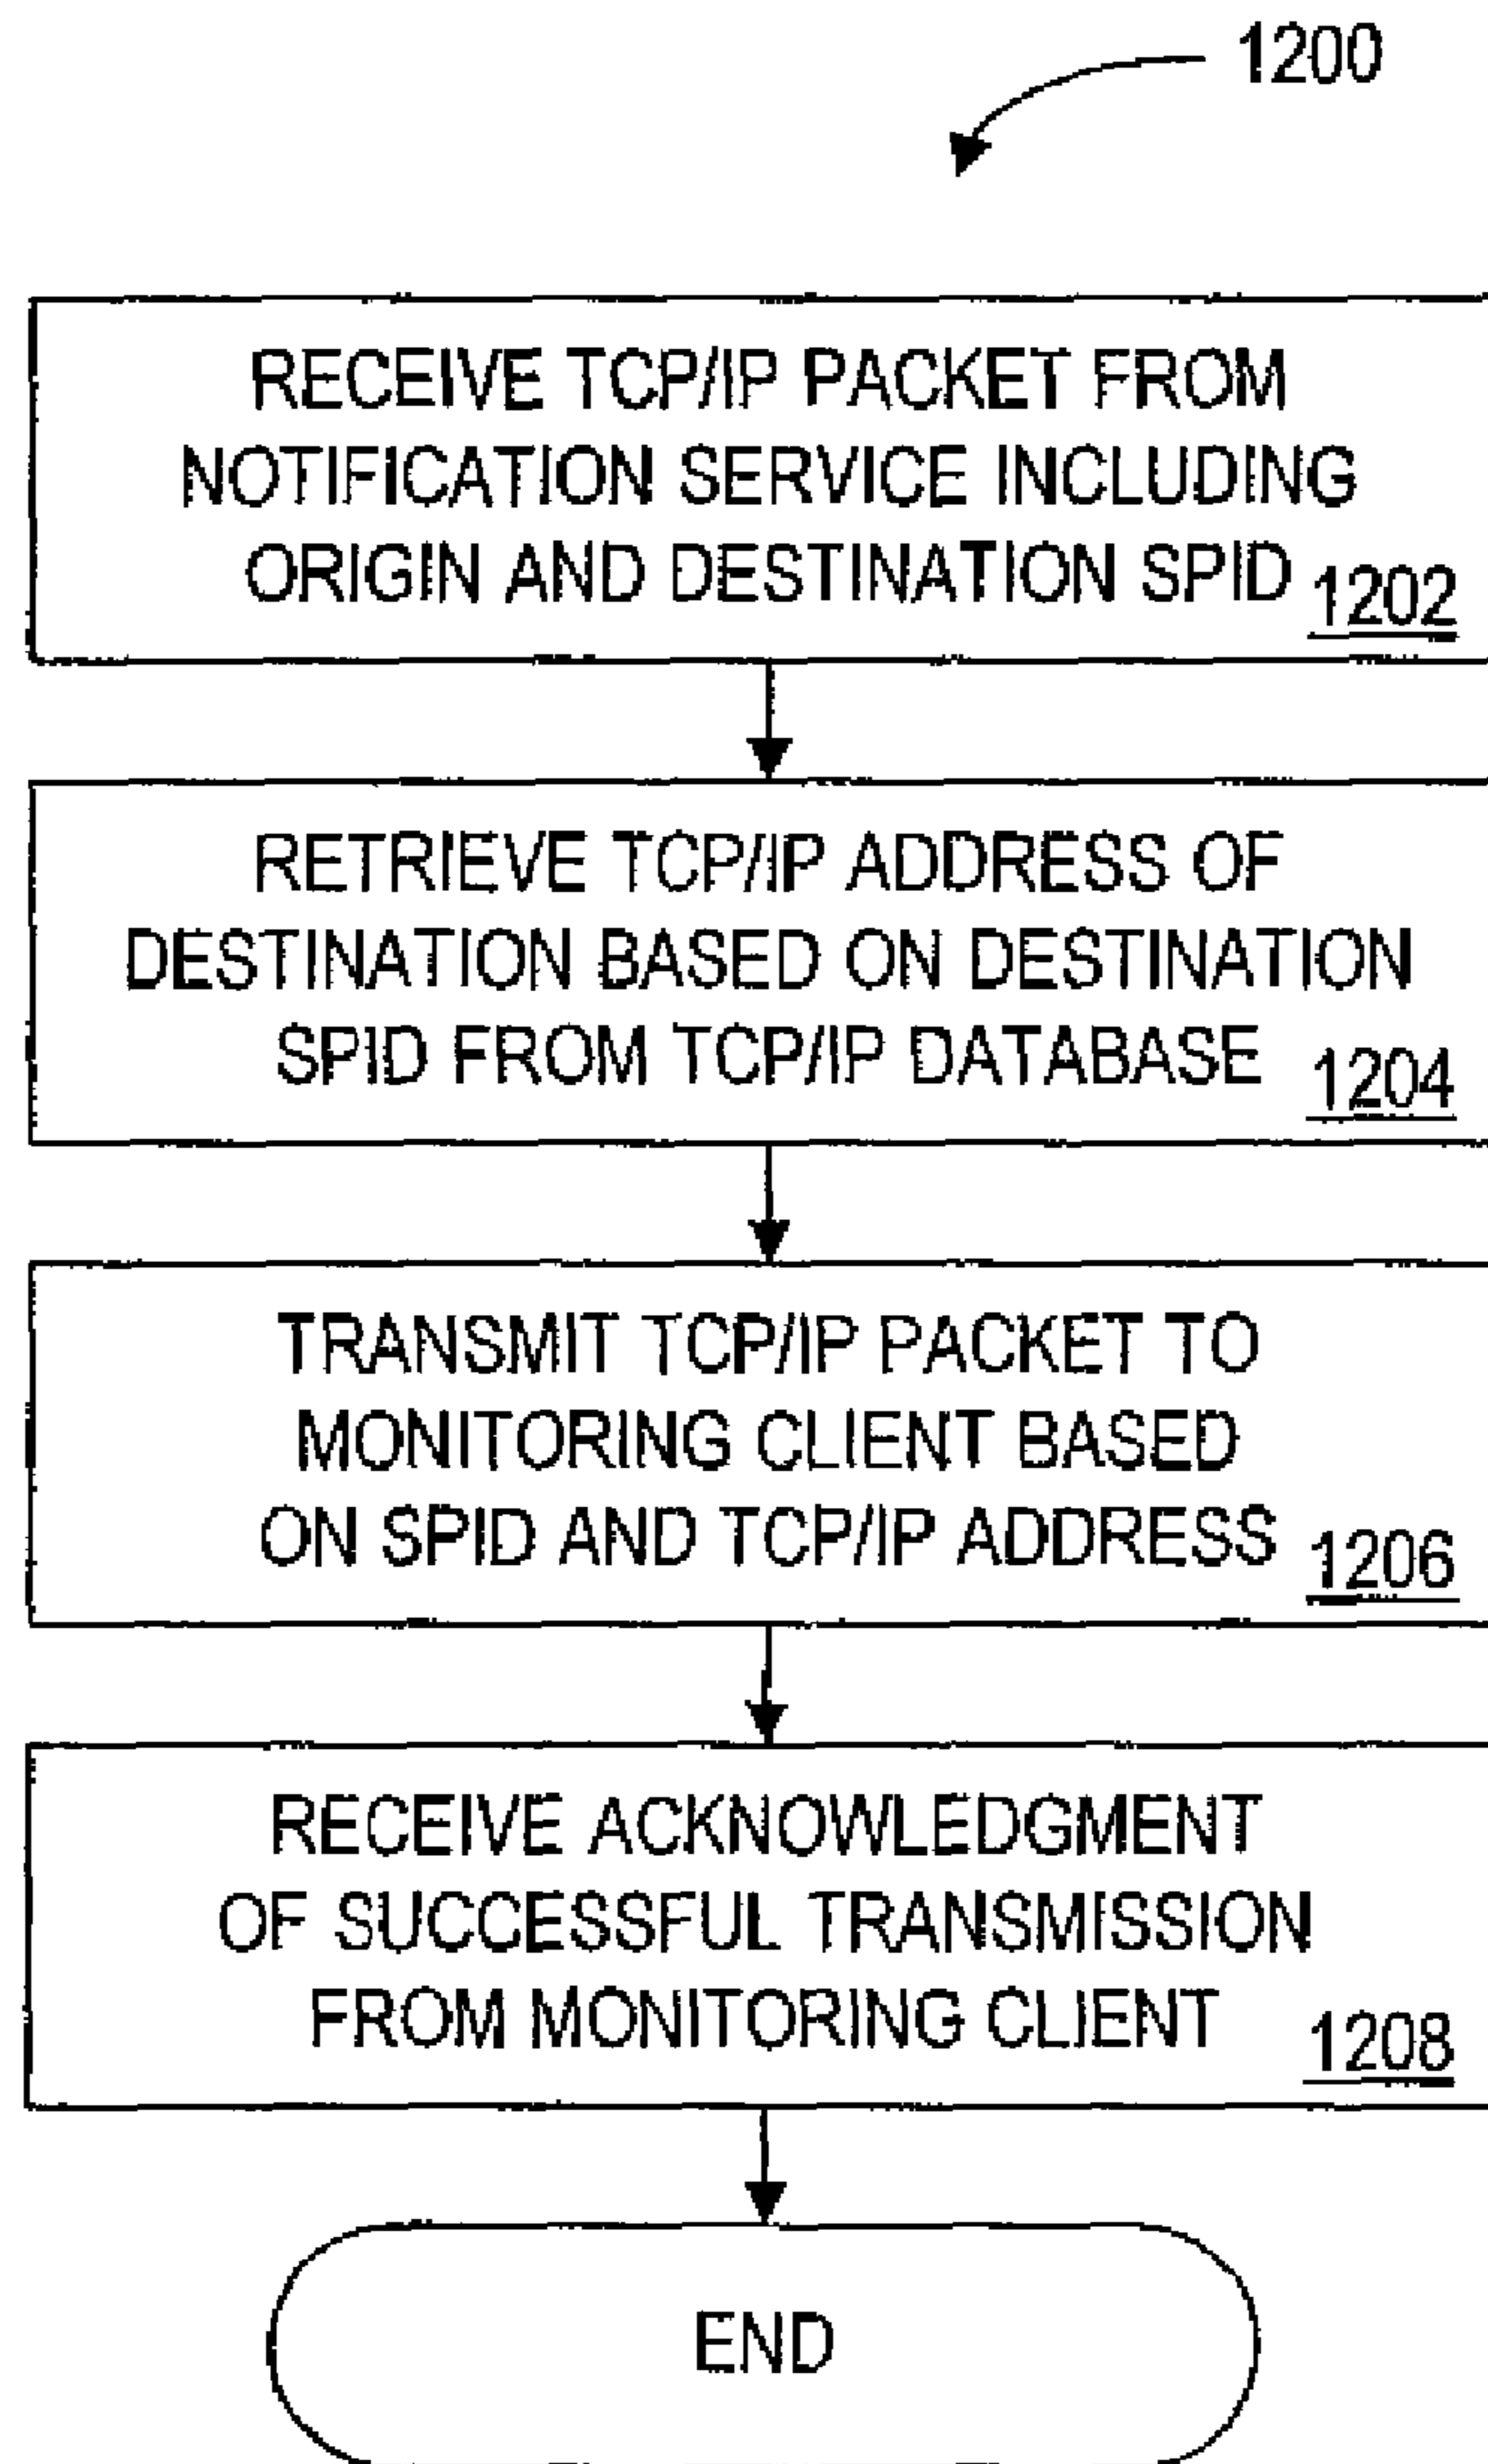 1200
RECEIVE TCP/IP PACKET FROM
NOTIFICATION SERVICE INCLUDING
ORIGIN AND DESTINATION SPID 1202
RETRIEVE TCP/IP ADDRESS OF
DESTINATION BASED ON DESTINATION
SPID FROM TCP/IP DATABASE 1204
TRANSMIT TCP/IP PACKET TO
MONITORING CLIENT BASED
ON SPID AND TCP/IP ADDRESS 1206
RECEIVE ACKNOWLEDGMENT
OF SUCCESSFUL TRANSMISSION
FROM MONITORING CLIENT 1208
END